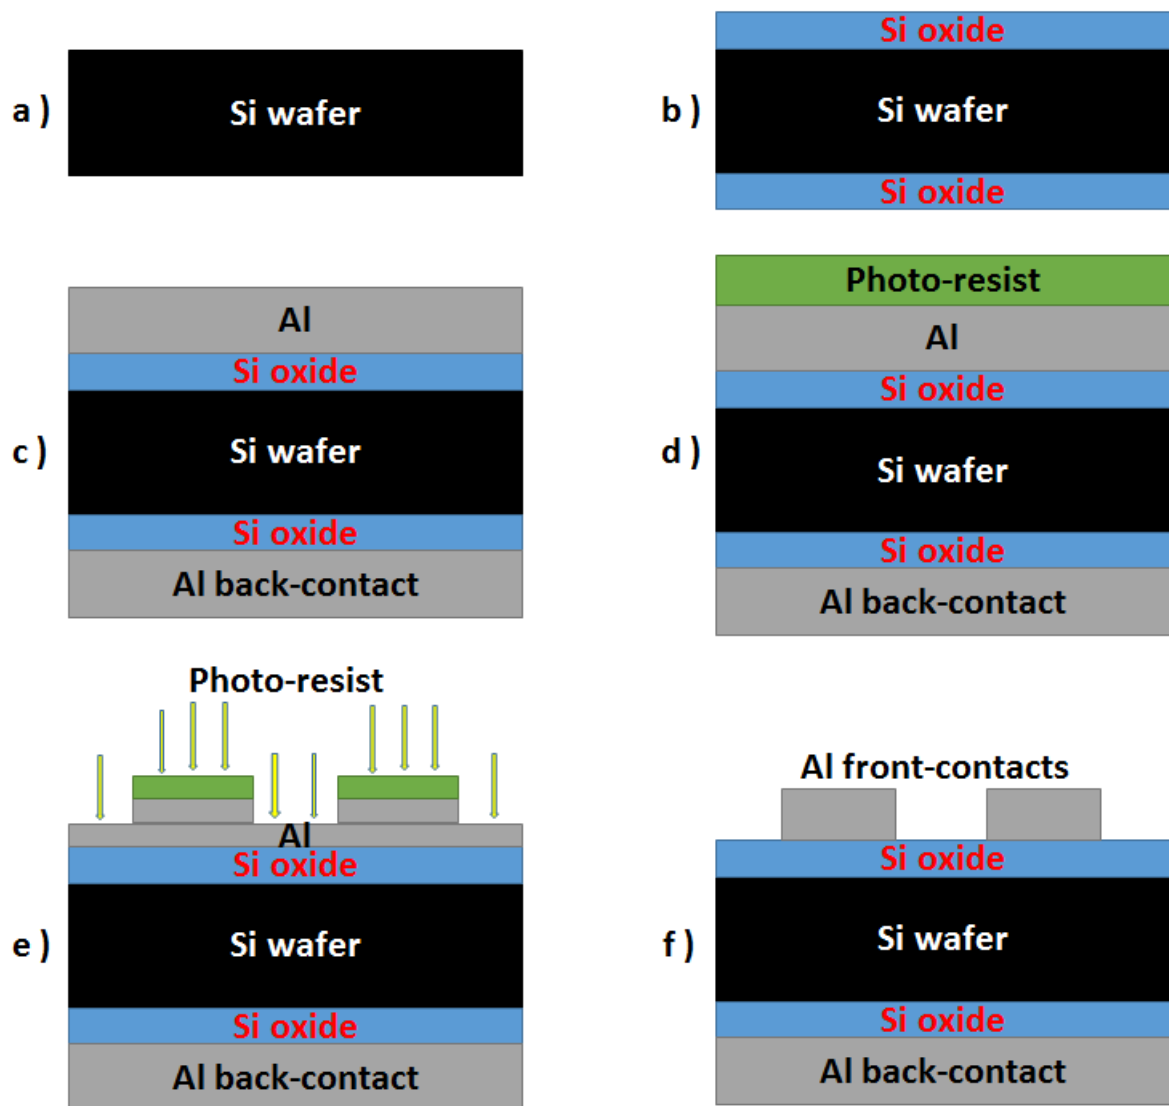 a )
Si wafer
b )
Si oxide
Si wafer
Si oxide
c )
Al
Si oxide
Si wafer
Si oxide
Al back-contact
d )
Photo-resist
Al
Si oxide
Si wafer
Si oxide
Al back-contact
e )
Photo-resist
Al
Si oxide
Si wafer
Si oxide
Al back-contact
f )
Al front-contacts
Si oxide
Si wafer
Si oxide
Al back-contact